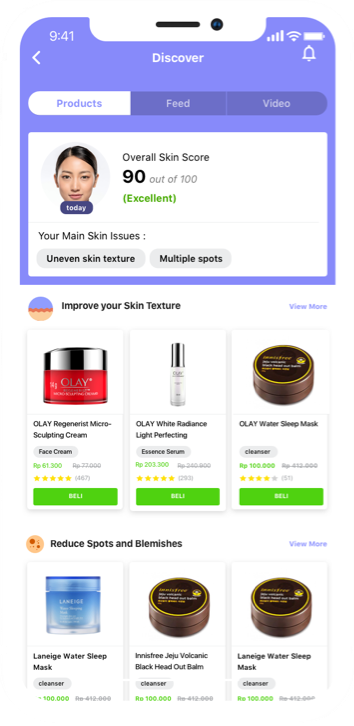 9:41
Discover
Products Feed Video
Overall Skin Score
90 out of 100
(Excellent)
today
Your Main Skin Issues :
Uneven skin texture Multiple spots
Improve your Skin Texture View More
OLAY
MICRO-SCULPTING CREAM
innisfree
OLAY Regenerist Micro-
Sculpting Cream
Face Cream
Rp 61.300 Rp 77.000
(467)
BELI
OLAY White Radiance
Light Perfecting
Essence Serum
Rp 203,300 Rp 240.900
(293)
BELI
OLAY Water Sleep Mask
cleanser
Rp 100.000 Rp 412.000
(51)
BELI
Reduce Spots and Blemishes View More
LANEIGE
innisfree
innisfree
Laneige Water Sleep
Mask
cleanser
100.000 Rp 412.000
Innisfree Jeju Volcanic
Black Head Out Balm
cleanser
Rp 100.000 Rp 412.000
Laneige Water Sleep
Mask
cleanser
Rp 100.000 Rp 412.000